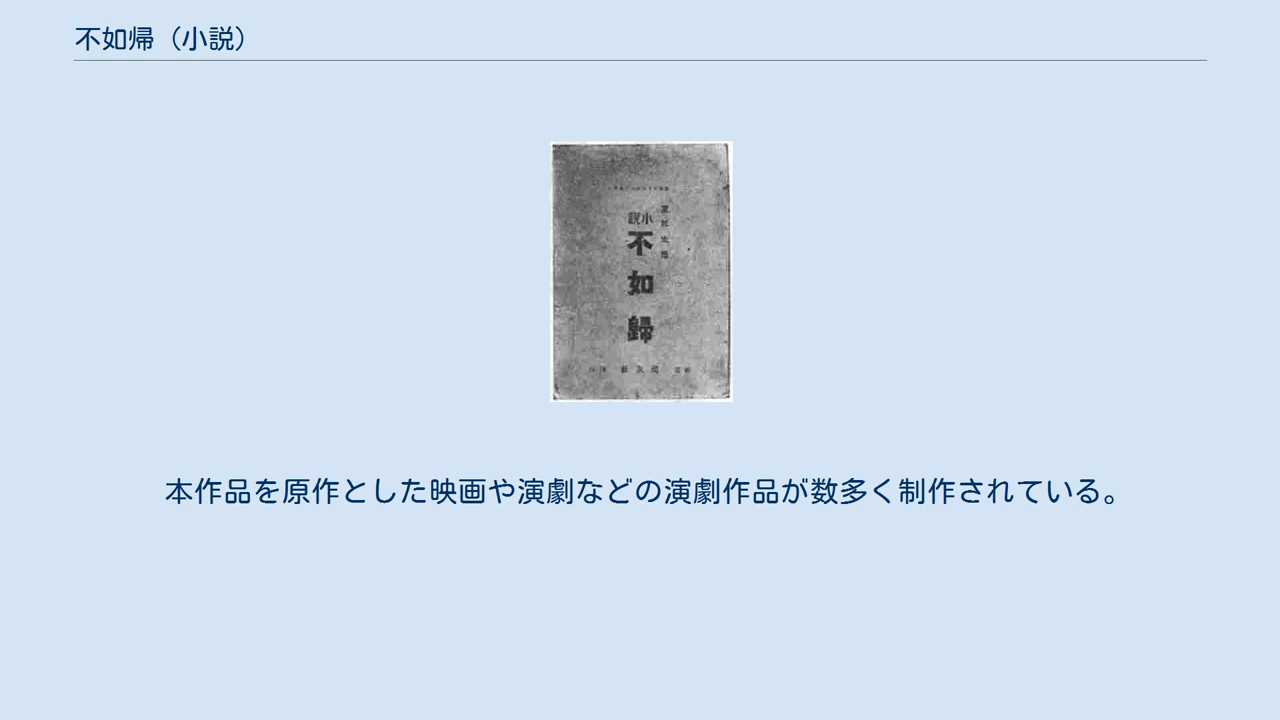 不如帰（小説）
小説
不如歸
本作品を原作とした映画や演劇などの演劇作品が数多く制作されている。